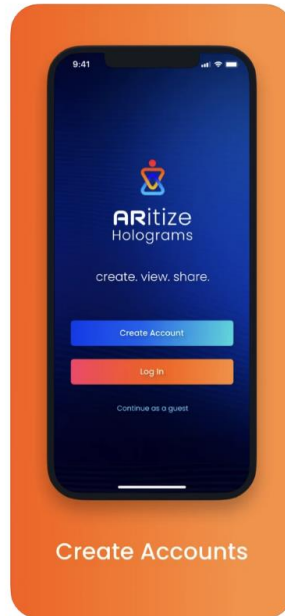 9:41
ARitize
Holograms
create. view. share.
Create Account
Log In
Continue as a guest
Create Accounts